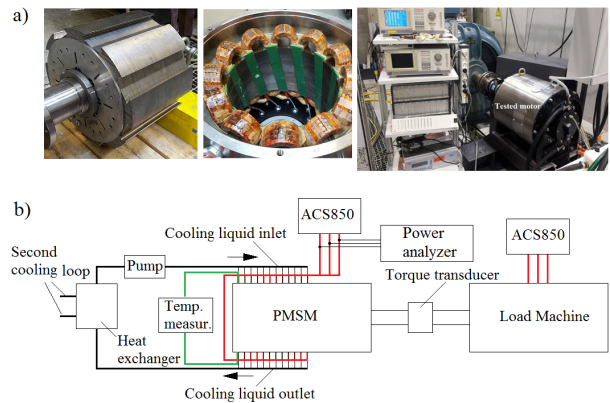 a)
Tested motor
b)
ACS850
Cooling liquid inlet
Power
analyzer
ACS850
Second
cooling loop
Pump
Torque transducer
Temp.
measur.
PMSM
Load Machine
Heat
exchanger
Cooling liquid outlet